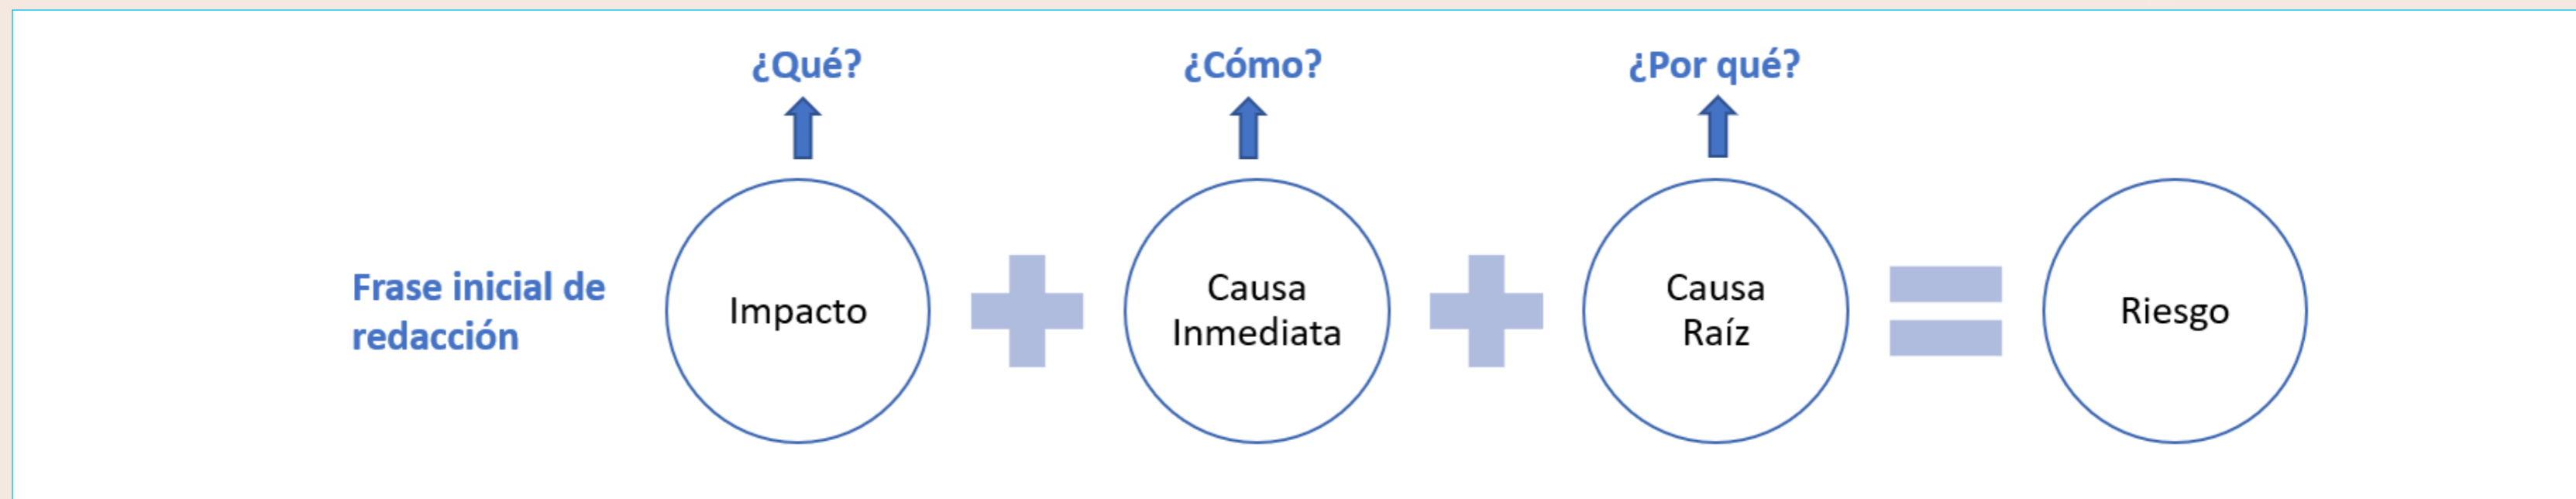 ¿Qué?
¿Cómo?
¿Por qué?
Frase inicial de
redacción
Impacto
Causa
Inmediata
Causa
Raíz
Riesgo